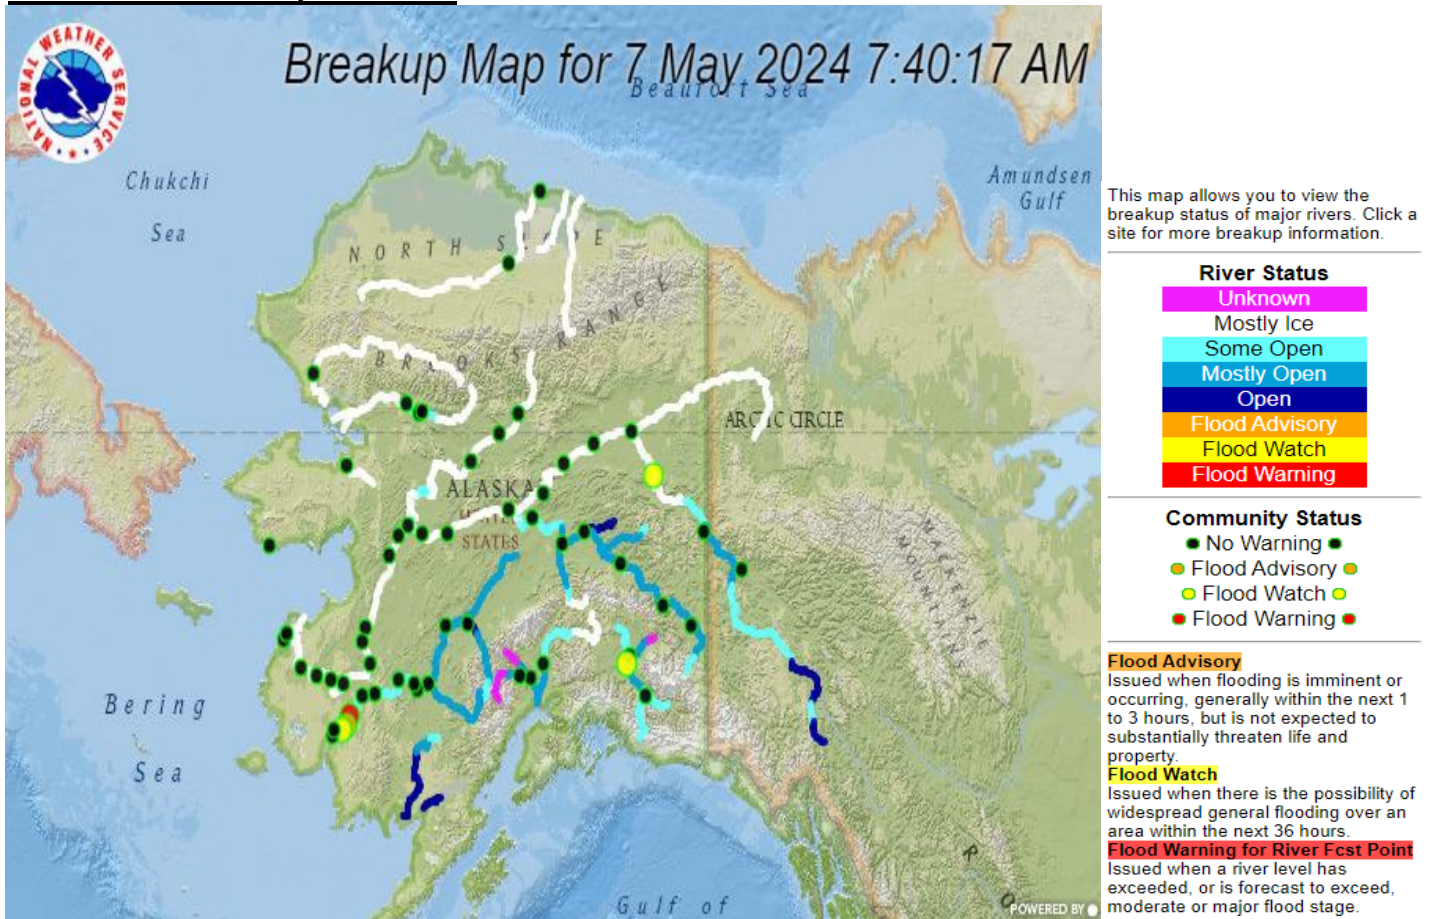 NATIONAL WEATHER SERVICE
Breakup Map for 7 May 2024 7:40:17 AM
Beaufort Sea
Chukchi
Sea
Amundsen
Gulf
NORTH SLOPE
BROOKS RANGE
ARCTIC CIRCLE
ALASKA
STATES
MACKENZIE
MOUNTAINS
Bering
Sea
Gulf of
R
O
POWERED BY
This map allows you to view the
breakup status of major rivers. Click a
site for more breakup information.
River Status
Unknown
Mostly Ice
Some Open
Mostly Open
Open
Flood Advisory
Flood Watch
Flood Warning
Community Status
No Warning
Flood Advisory
Flood Watch
Flood Warning
Flood Advisory
Issued when flooding is imminent or
occurring, generally within the next 1
to 3 hours, but is not expected to
substantially threaten life and
property.
Flood Watch
Issued when there is the possibility of
widespread general flooding over an
area within the next 36 hours.
Flood Warning for River Fcst Point
Issued when a river level has
exceeded, or is forecast to exceed,
moderate or major flood stage.